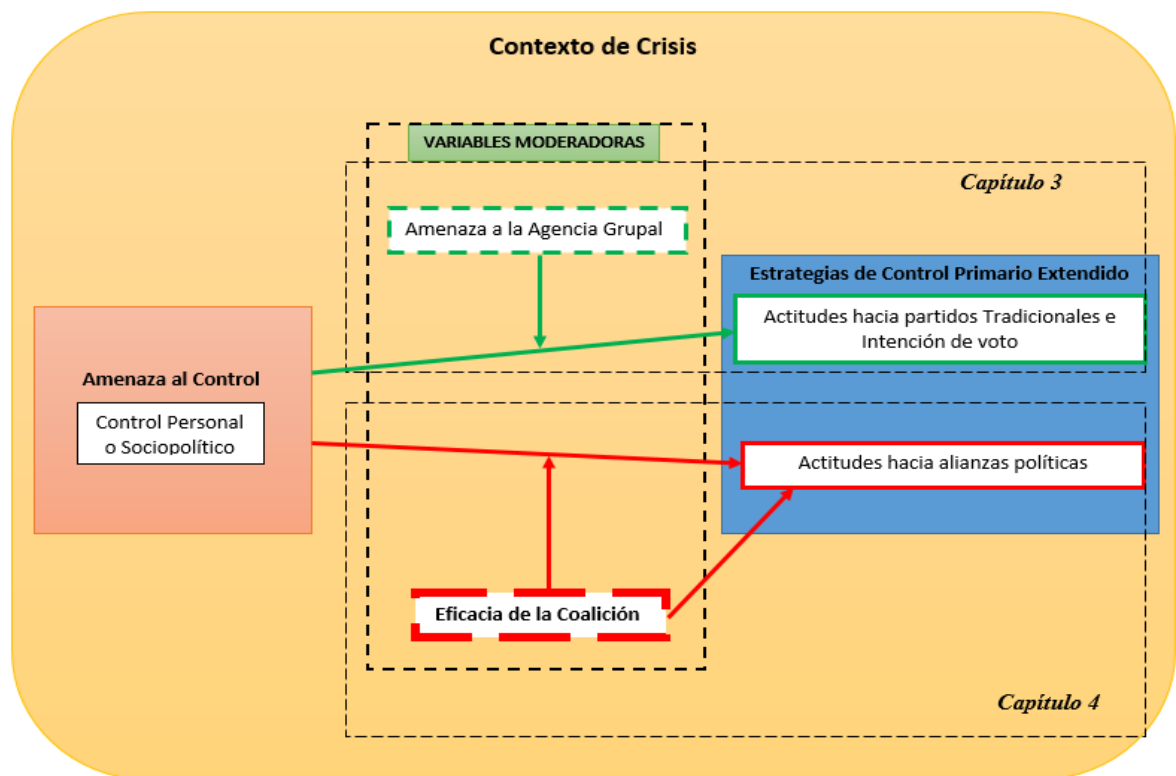 Contexto de Crisis
VARIABLES MODERADORAS
Capítulo 3
Amenaza a la Agencia Grupal
Estrategias de Control Primario Extendido
Actitudes hacia partidos Tradicionales e
Intención de voto
Amenaza al Control
Control Personal
o Sociopolítico
Actitudes hacia alianzas políticas
Eficacia de la Coalición
Capítulo 4